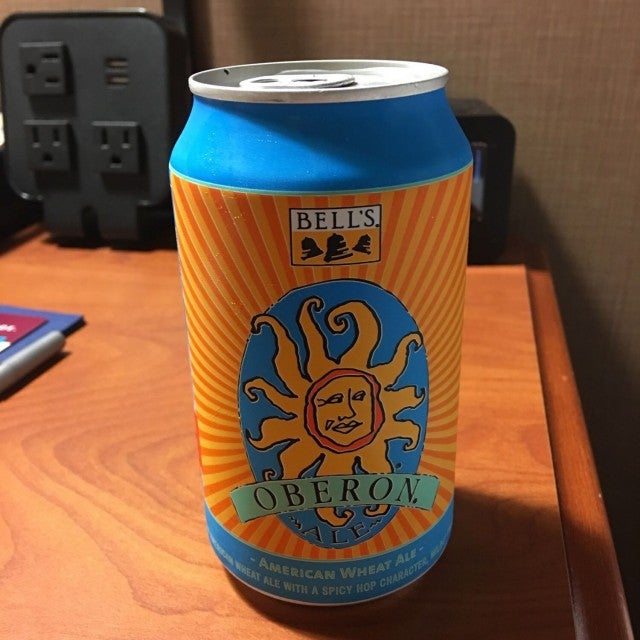 BELL'S
OBERON
ALE
- AMERICAN WHEAT ALE -
WHEAT ALE WITH A SPICY HOP CHARACTER,